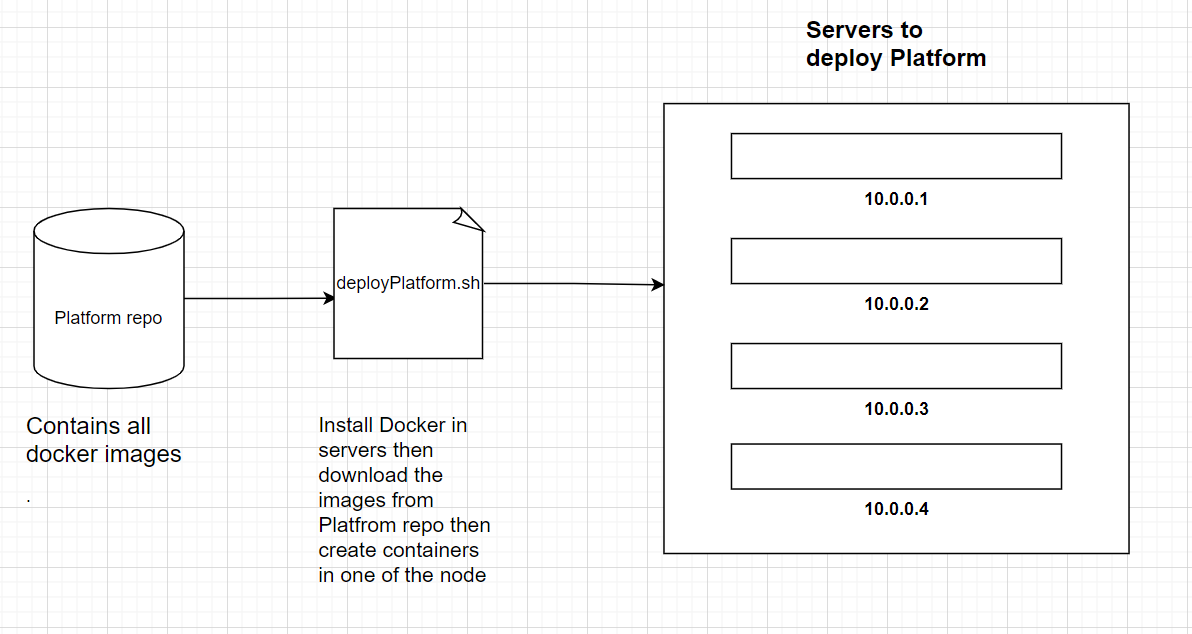 Servers to
deploy Platform
10.0.0.1
10.0.0.2
10.0.0.3
10.0.0.4
deployPlatform.sh
Platform repo
Contains all
docker images
.
Install Docker in
servers then
download the
images from
Platfrom repo then
create containers
in one of the node